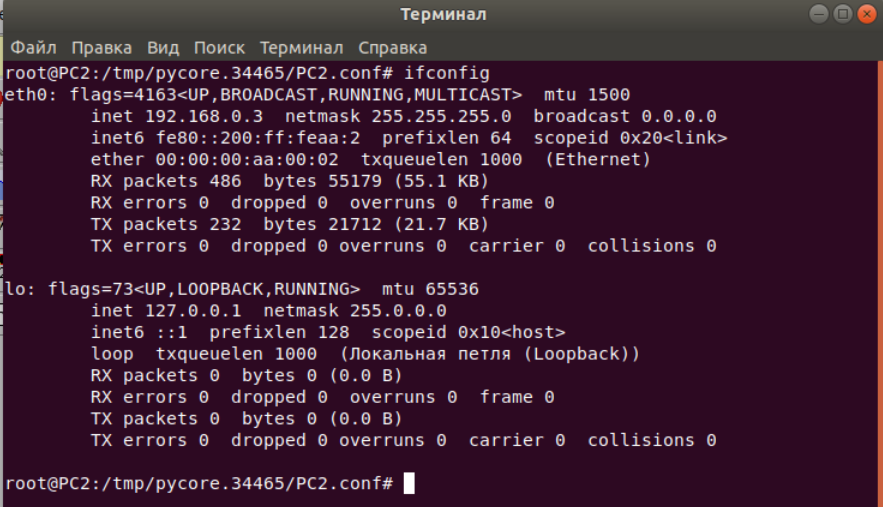 Терминал
Файл Правка Вид Поиск Терминал Справка
root@PC2:/tmp/pycore.34465/PC2.conf# ifconfig
eth0: flags=4163<UP,BROADCAST,RUNNING,MULTICAST>  mtu 1500
        inet 192.168.0.3  netmask 255.255.255.0  broadcast 0.0.0.0
        inet6 fe80::200:ff:feaa:2  prefixlen 64  scopeid 0x20<link>
        ether 00:00:00:aa:00:02  txqueuelen 1000  (Ethernet)
        RX packets 486  bytes 55179 (55.1 KB)
        RX errors 0  dropped 0  overruns 0  frame 0
        TX packets 232  bytes 21712 (21.7 KB)
        TX errors 0  dropped 0 overruns 0  carrier 0  collisions 0

lo: flags=73<UP,LOOPBACK,RUNNING>  mtu 65536
        inet 127.0.0.1  netmask 255.0.0.0
        inet6 ::1  prefixlen 128  scopeid 0x10<host>
        loop  txqueuelen 1000  (Локальная петля (Loopback))
        RX packets 0  bytes 0 (0.0 B)
        RX errors 0  dropped 0  overruns 0  frame 0
        TX packets 0  bytes 0 (0.0 B)
        TX errors 0  dropped 0 overruns 0  carrier 0  collisions 0

root@PC2:/tmp/pycore.34465/PC2.conf#